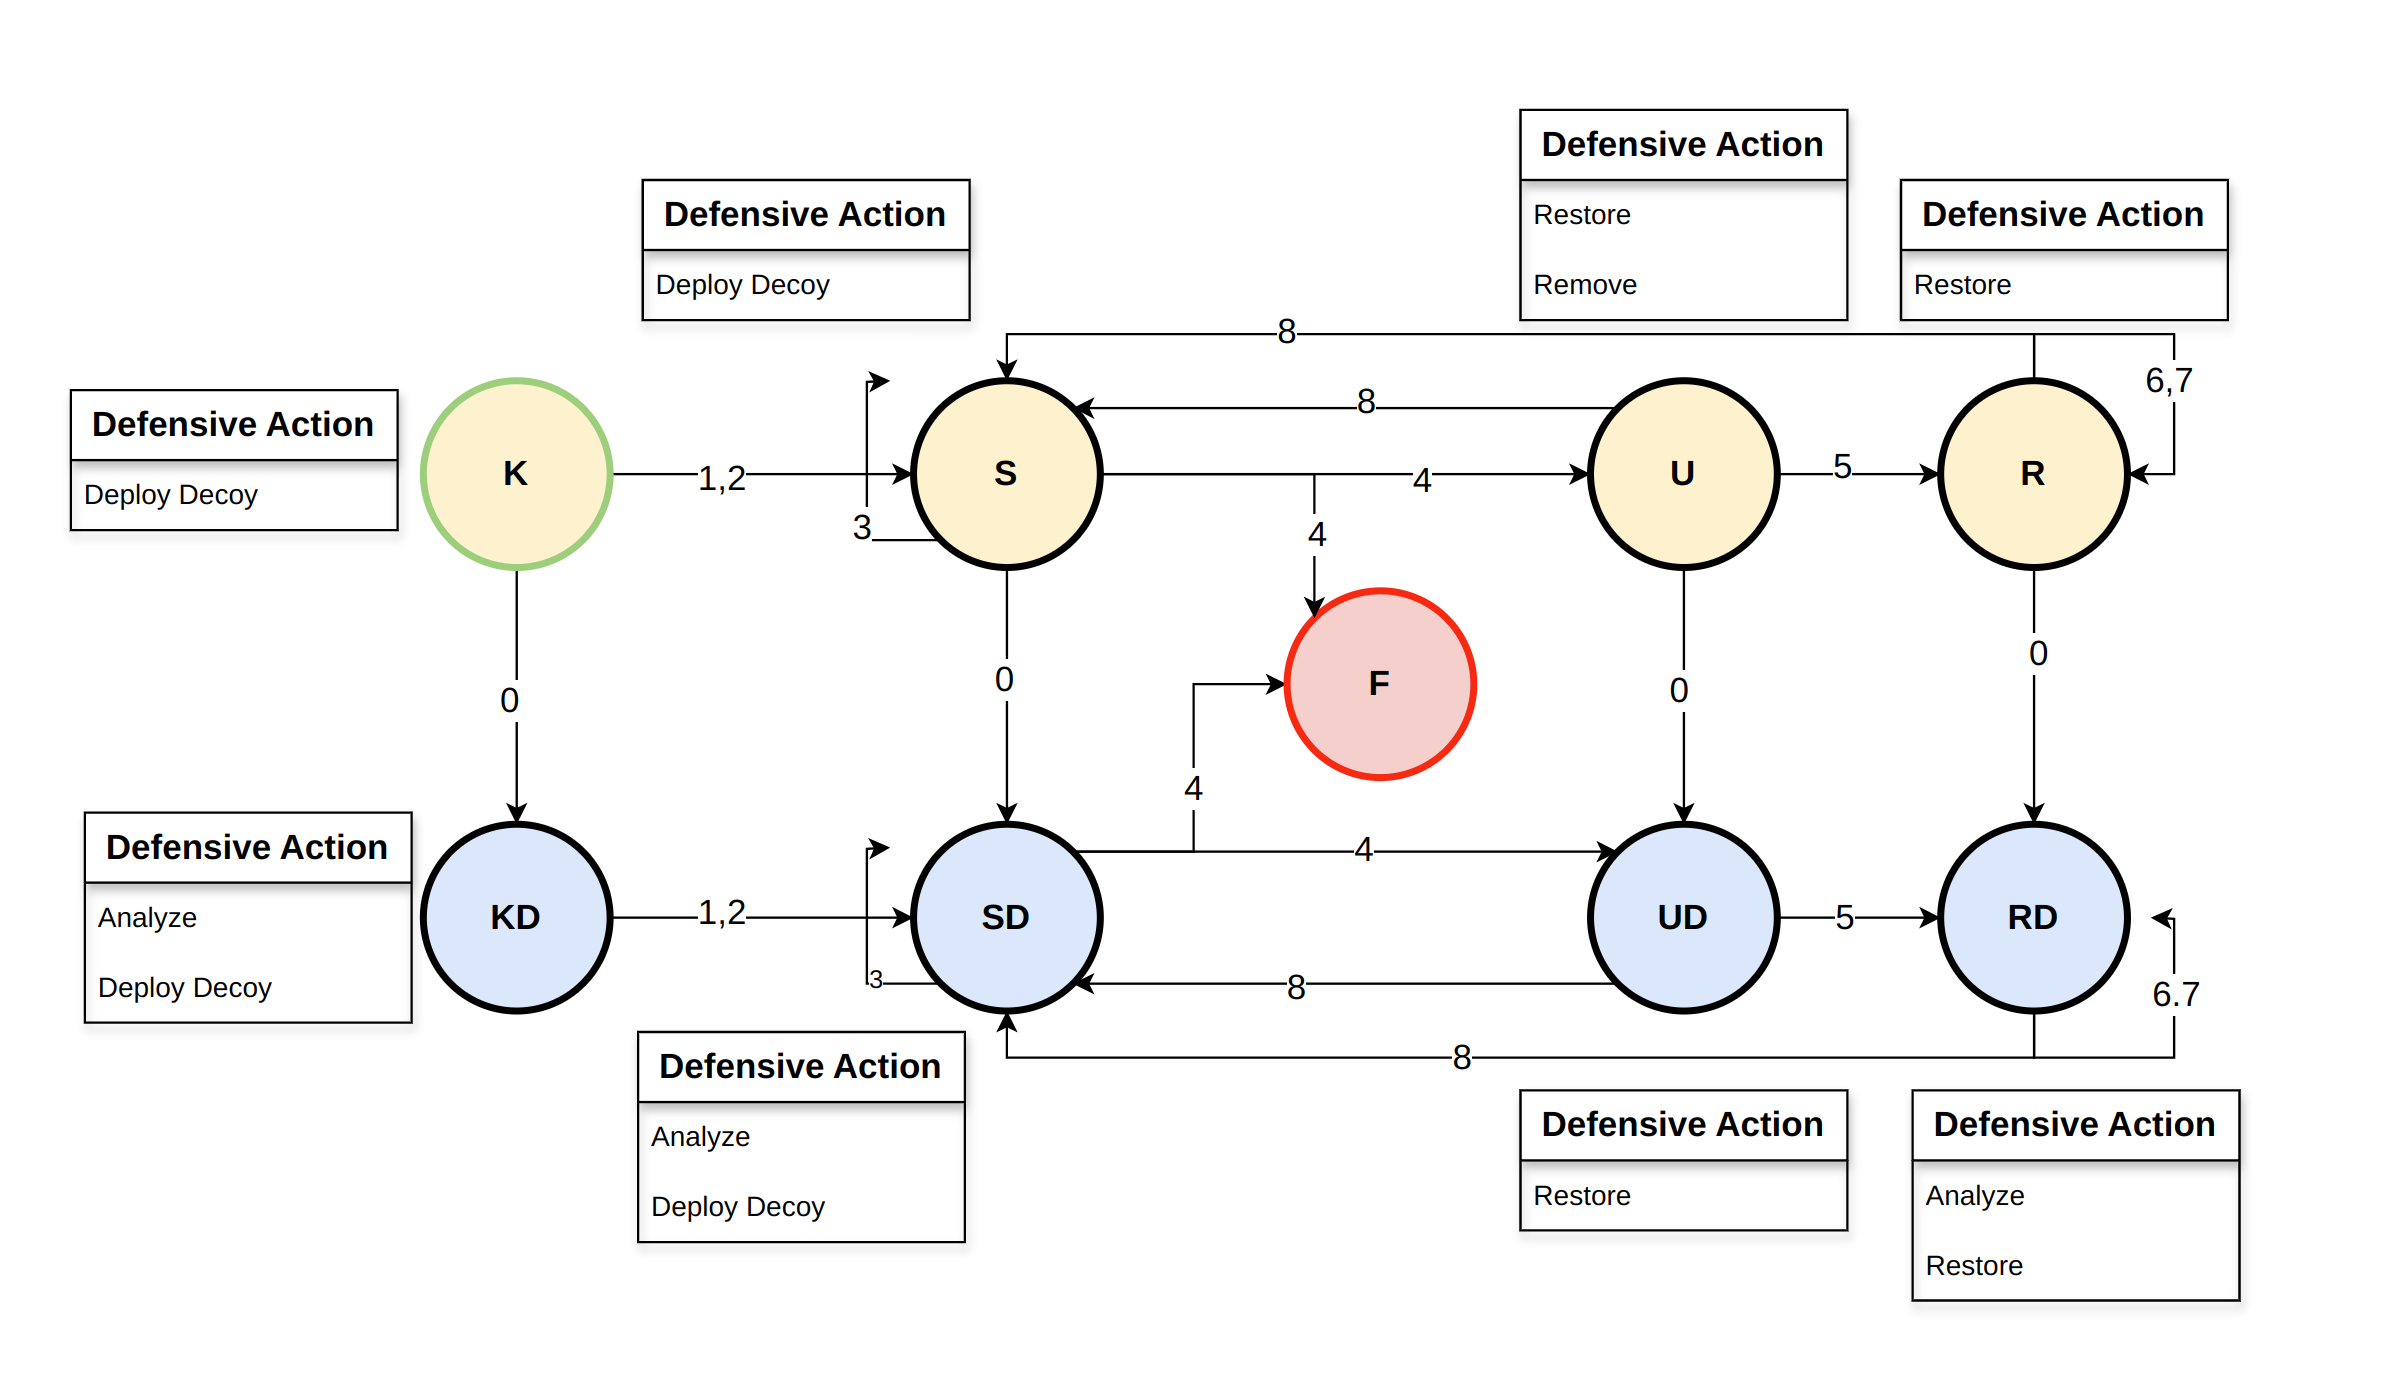 Defensive Action
Restore
Remove
Defensive Action
Deploy Decoy
Defensive Action
Restore
8
6,7
8
Defensive Action
Deploy Decoy
K
1,2
3
S
4
U
5
R
4
0
0
F
0
0
4
Defensive Action
Analyze
Deploy Decoy
KD
1,2
3
SD
4
UD
5
RD
8
6.7
8
Defensive Action
Analyze
Deploy Decoy
Defensive Action
Restore
Defensive Action
Analyze
Restore